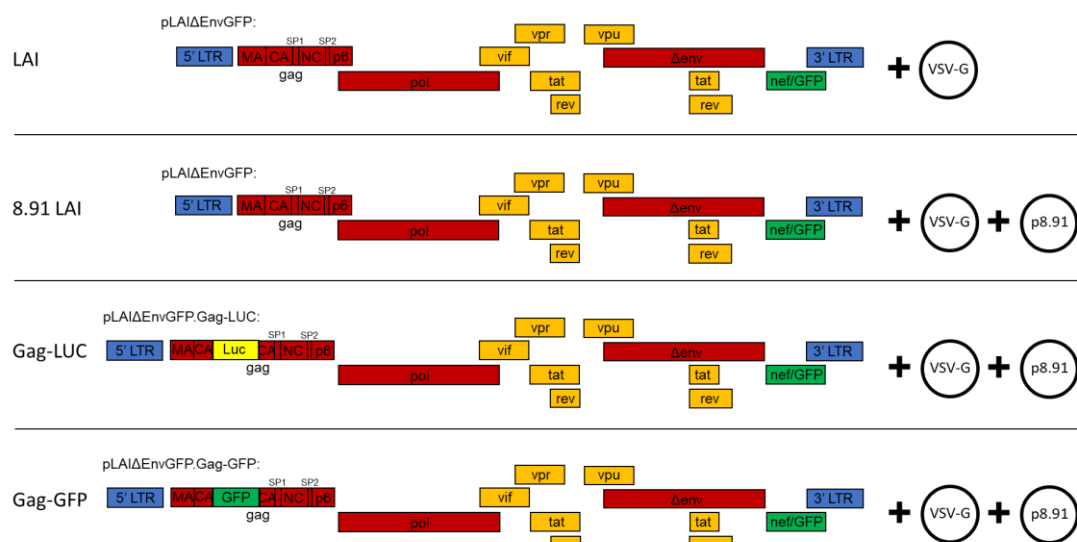 pLAIΔEnvGFP:
LAI
5' LTR MA CA SP1 NC SP2 p6
gag
pol
vif
vpr
tat
rev
vpu
Δenv
tat
rev
nef/GFP
3' LTR
+ VSV-G
pLAIΔEnvGFP:
8.91 LAI
5' LTR MA CA SP1 NC SP2 p6
gag
pol
vif
vpr
tat
rev
vpu
Δenv
tat
rev
nef/GFP
3' LTR
+ VSV-G + p8.91
pLAIΔEnvGFP.Gag-LUC:
Gag-LUC
5' LTR MA CA Luc CA SP1 NC SP2 p6
gag
pol
vif
vpr
tat
rev
vpu
Δenv
tat
rev
nef/GFP
3' LTR
+ VSV-G + p8.91
pLAIΔEnvGFP.Gag-GFP:
Gag-GFP
5' LTR MA CA GFP CA SP1 NC SP2 p6
gag
pol
vif
vpr
tat
vpu
Δenv
tat
nef/GFP
3' LTR
+ VSV-G + p8.91